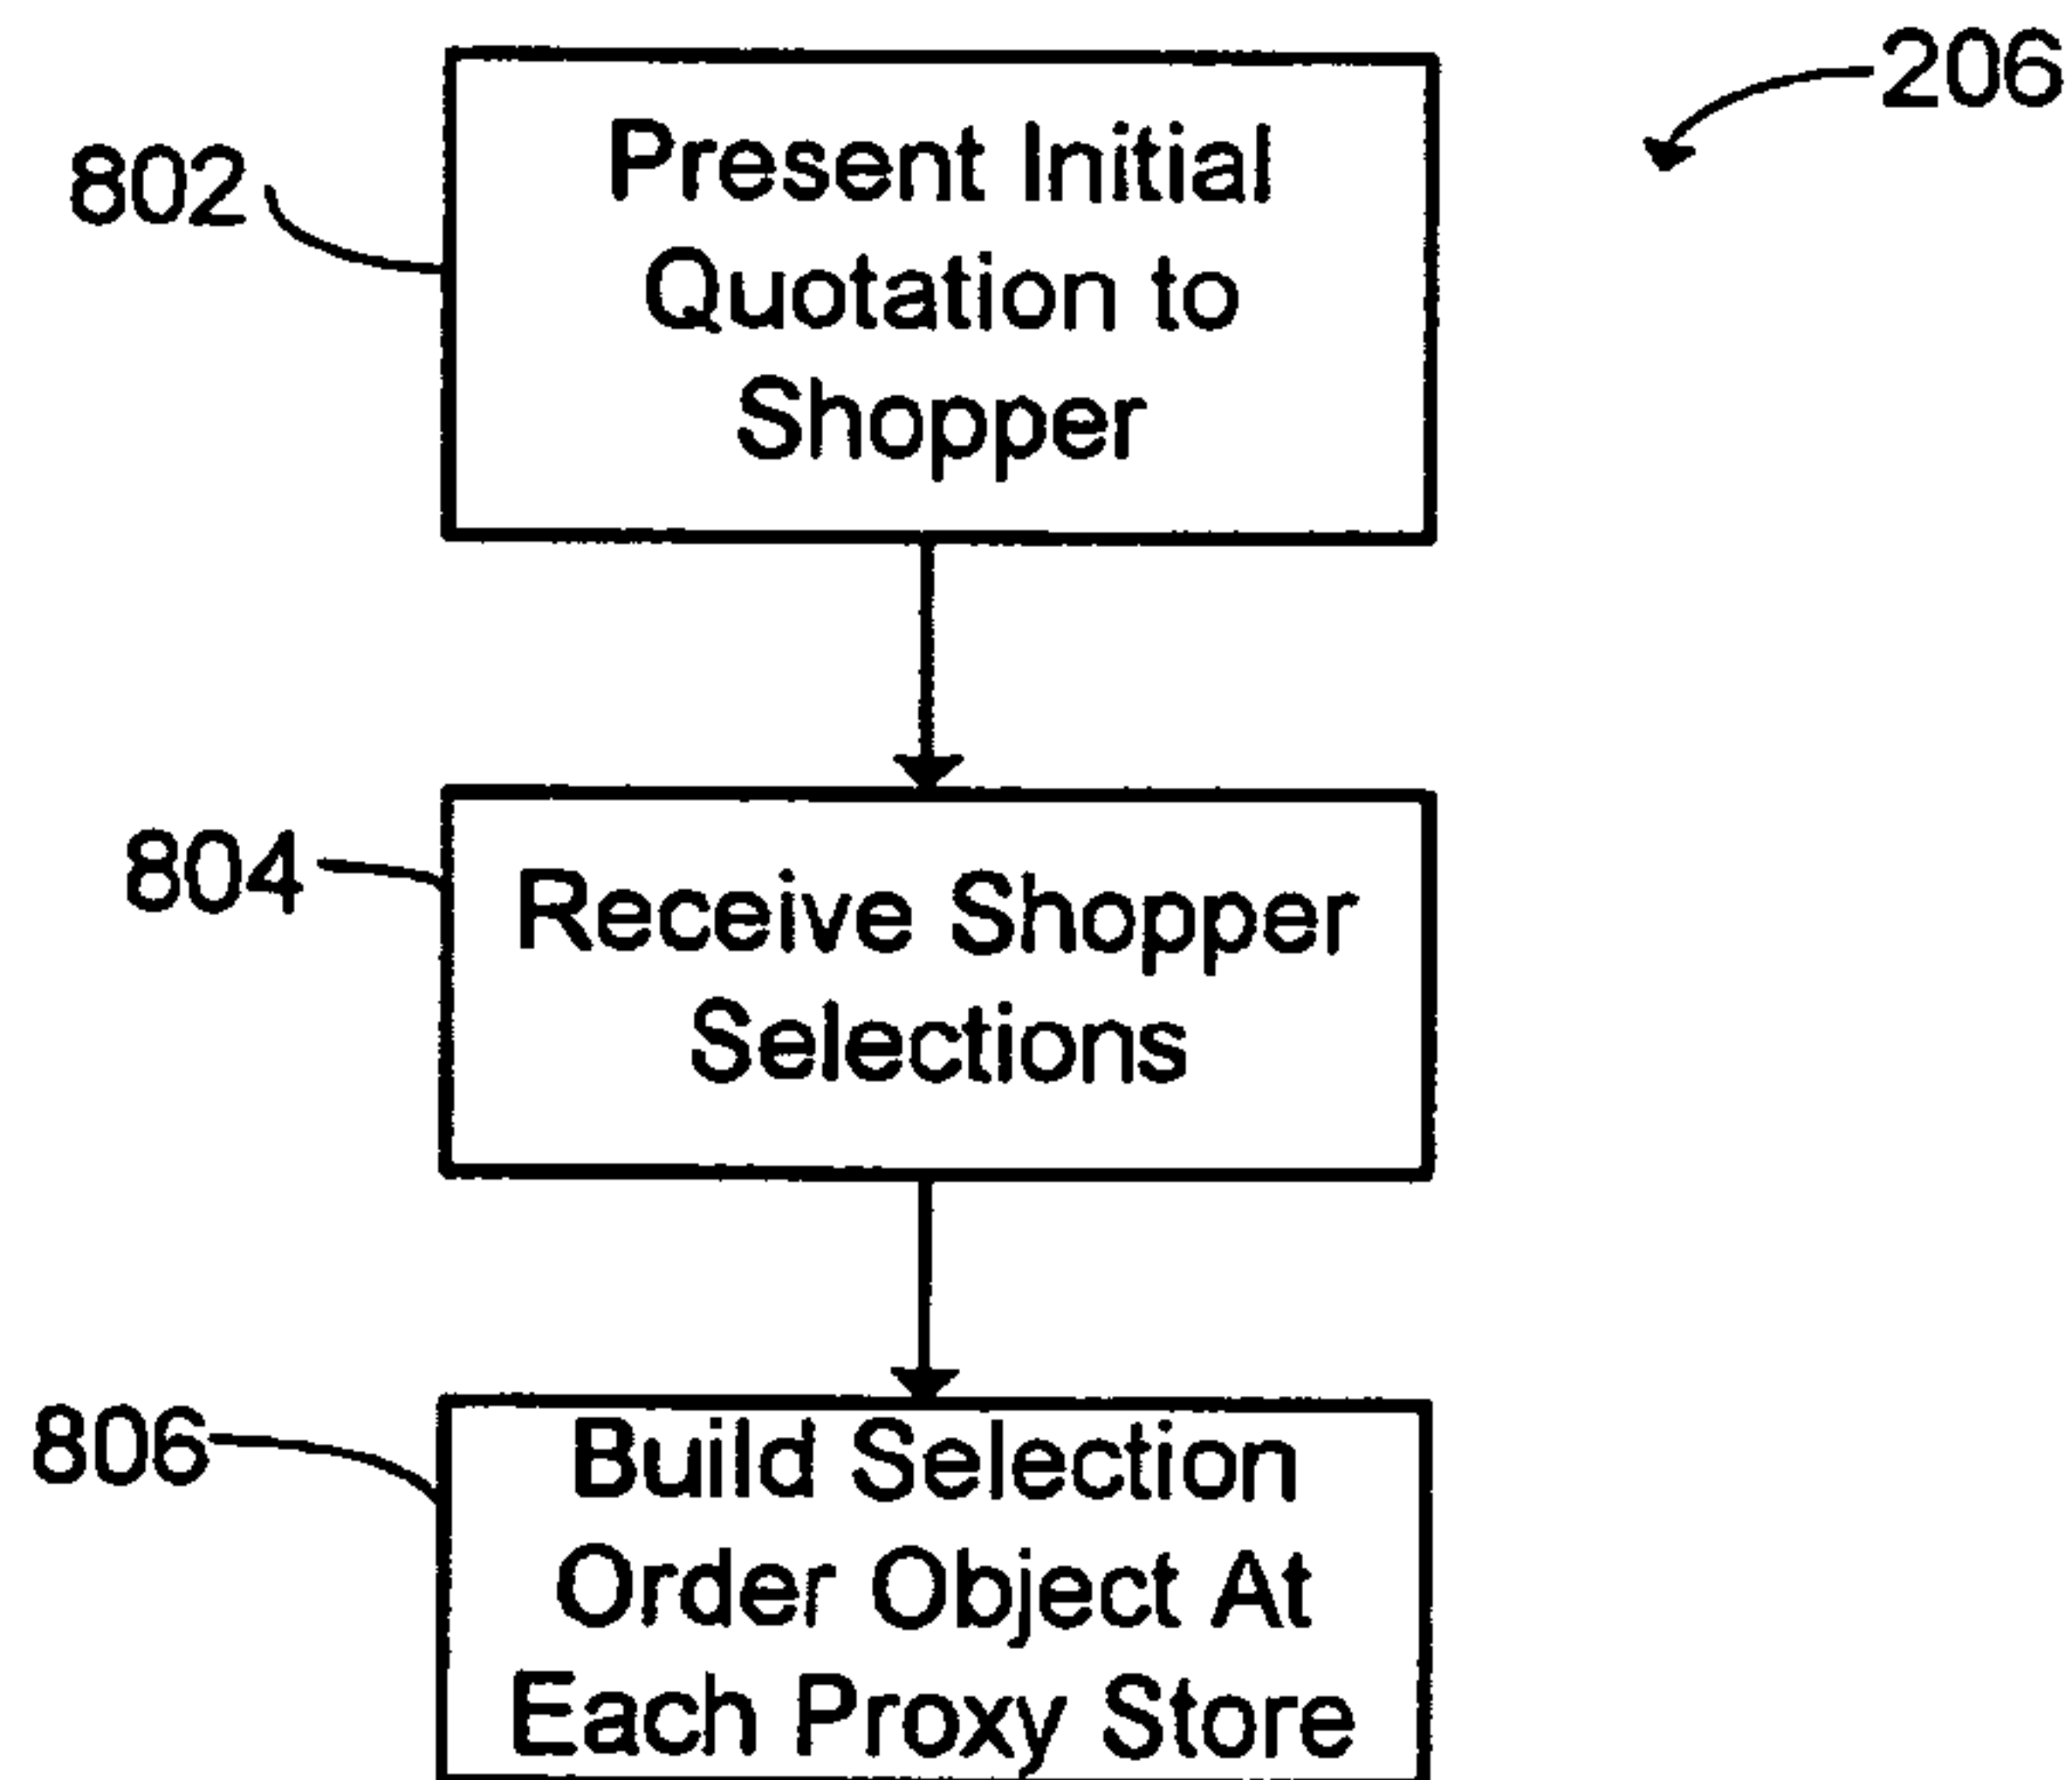 206
802
Present Initial
Quotation to
Shopper
804
Receive Shopper
Selections
806
Build Selection
Order Object At
Each Proxy Store